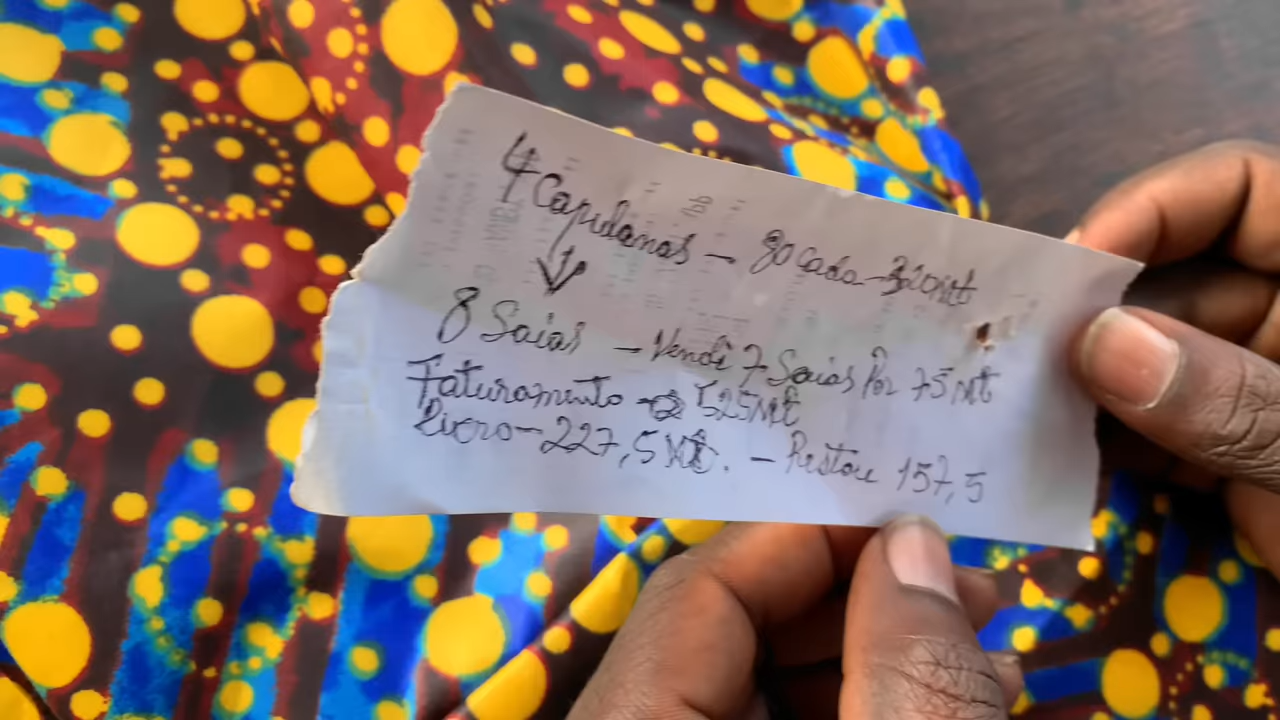 4 Capulanas - 80 cada - 320Mt
8 Saias - Vendi 7 Saias Por 75 Mt
Faturamento 525Mt
Lucro - 227,5 Mt. - Restou 157,5